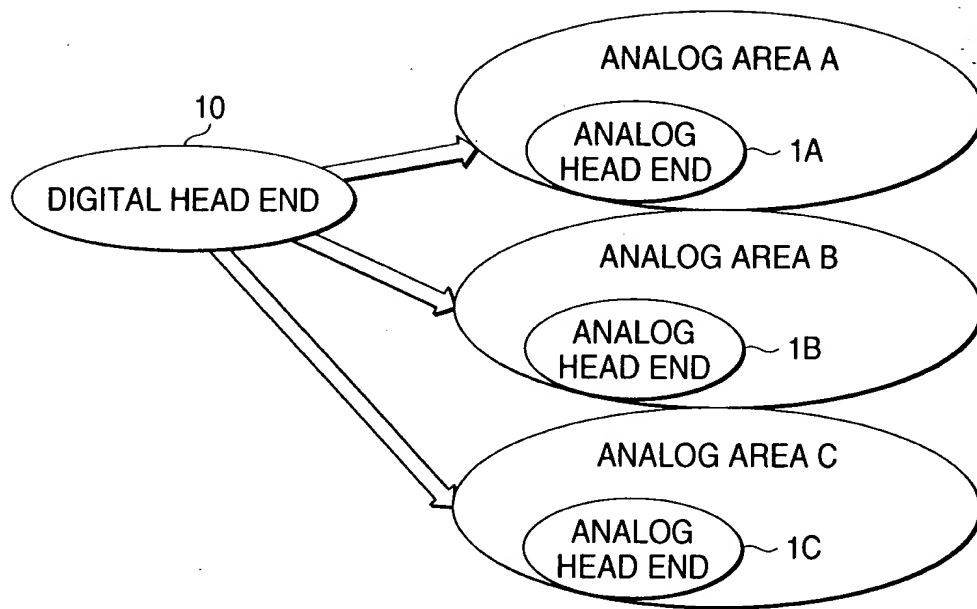 10
DIGITAL HEAD END
ANALOG AREA A
ANALOG
HEAD END
1A
ANALOG AREA B
ANALOG
HEAD END
1B
ANALOG AREA C
ANALOG
HEAD END
1C